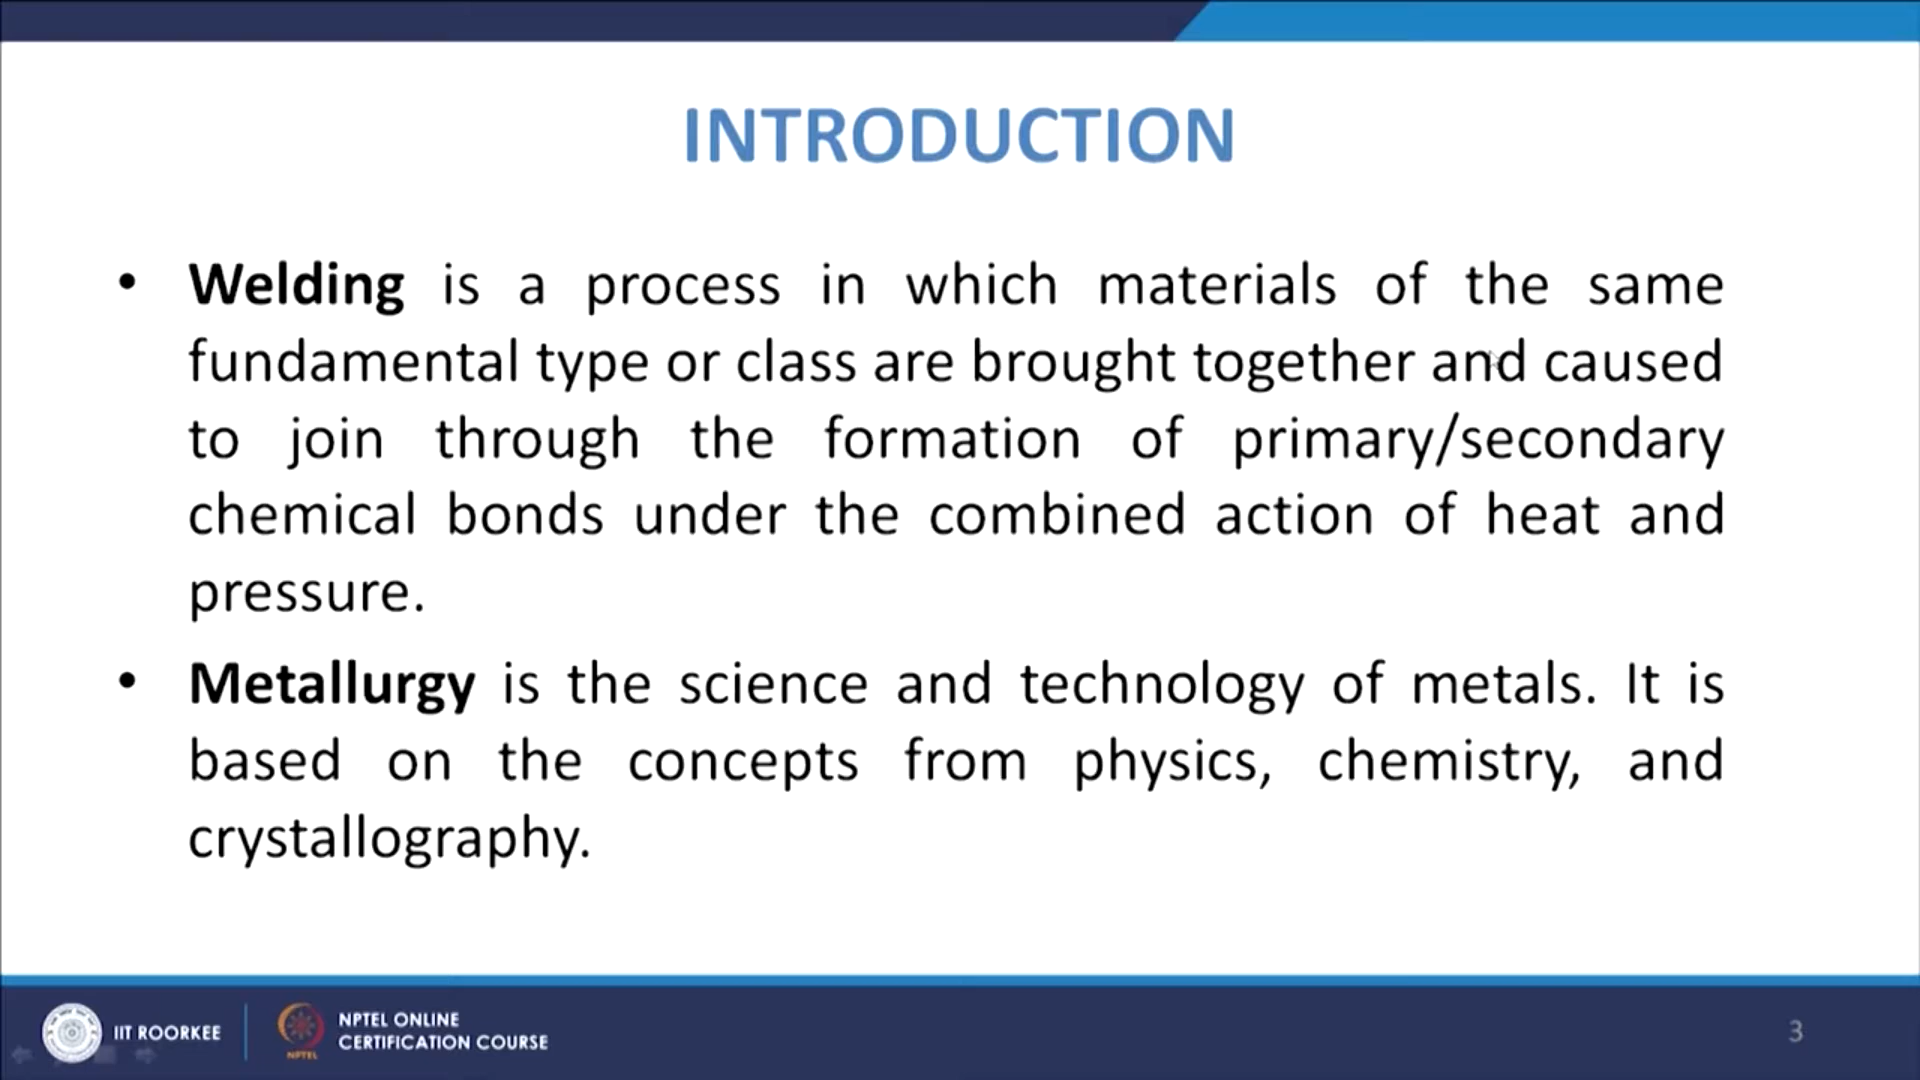 INTRODUCTION
• Welding is a process in which materials of the same
fundamental type or class are brought together and caused
to join through the formation of primary/secondary
chemical bonds under the combined action of heat and
pressure.
• Metallurgy is the science and technology of metals. It is
based on the concepts from physics, chemistry, and
crystallography.
IIT ROORKEE
NPTEL
NPTEL ONLINE
CERTIFICATION COURSE
3